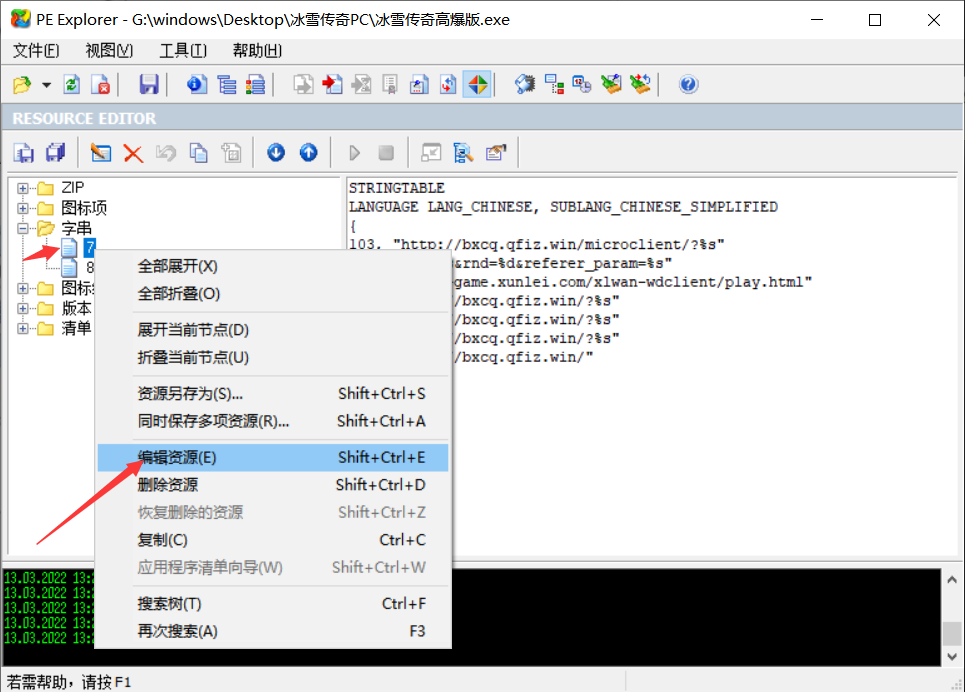 PE Explorer - G:\windows\Desktop\冰雪传奇PC\冰雪传奇高爆版.exe
文件(F) 视图(V) 工具(T) 帮助(H)
RESOURCE EDITOR
ZIP
图标项
字串
7
8
图标
版本
清单
STRINGTABLE
LANGUAGE LANG_CHINESE, SUBLANG_CHINESE_SIMPLIFIED
{
103, "http://bxcq.qfiz.win/microclient/?%s"
&rnd=%d&referer_param=%s"
game.xunlei.com/xlwan-wdclient/play.html"
/bxcq.qfiz.win/?%s"
/bxcq.qfiz.win/?%s"
/bxcq.qfiz.win/?%s"
/bxcq.qfiz.win/"
全部展开(X)
全部折叠(O)
展开当前节点(D)
折叠当前节点(U)
资源另存为(S)... Shift+Ctrl+S
同时保存多项资源(R)... Shift+Ctrl+A
编辑资源(E) Shift+Ctrl+E
删除资源 Shift+Ctrl+D
恢复删除的资源 Shift+Ctrl+Z
复制(C) Ctrl+C
应用程序清单向导(W) Shift+Ctrl+W
搜索树(T) Ctrl+F
再次搜索(A) F3
13.03.2022 13:
13.03.2022 13:
13.03.2022 13:
13.03.2022 13:
13.03.2022 13:
若需帮助，请按 F1